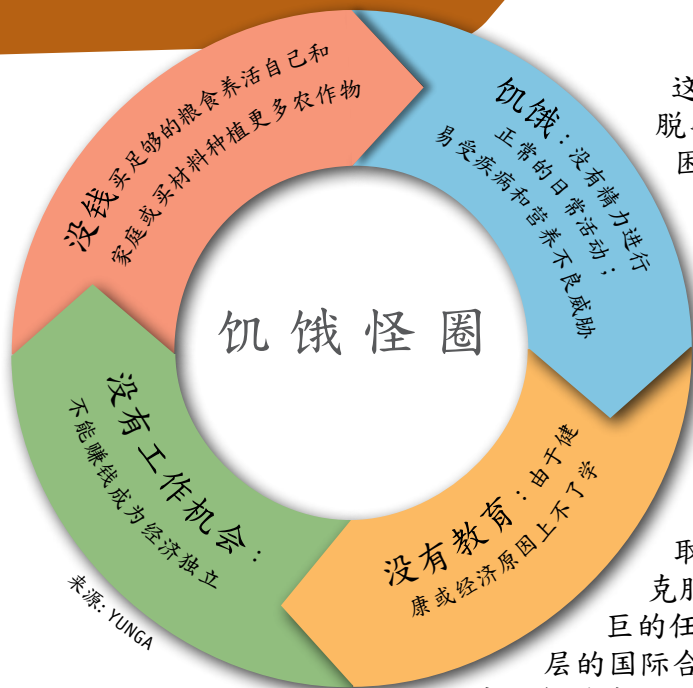 没钱买足够的粮食养活自己和
家庭或买材料种植更多农作物
饥饿：没有精力进行
正常的日常活动；
易受疾病和营养不良威胁
饥饿怪圈
没有教育：由于健
康或经济原因上不了学
没有工作机会：
不能赚钱成为经济独立
来源: YUNGA
这
脱
困
克服
巨的任
层的国际合